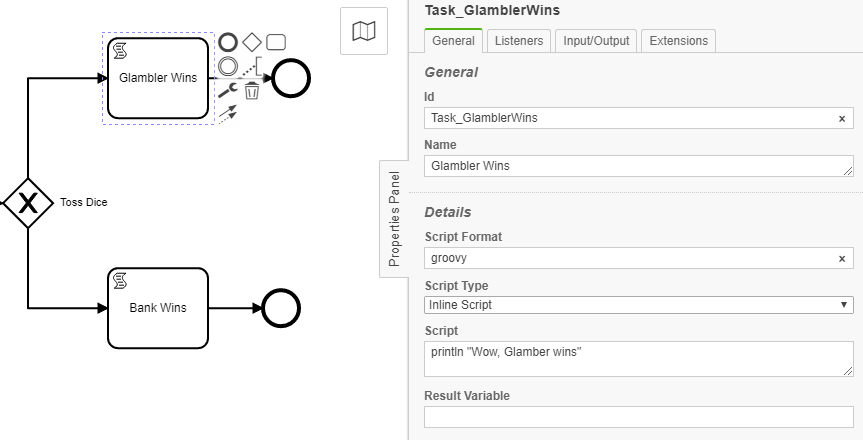 Glambler Wins
Toss Dice
Bank Wins
Properties Panel
Task_GlamblerWins
General
Listeners
Input/Output
Extensions
General
Id
Task_GlamblerWins
Name
Glambler Wins
Details
Script Format
groovy
Script Type
Inline Script
Script
println "Wow, Glamber wins"
Result Variable